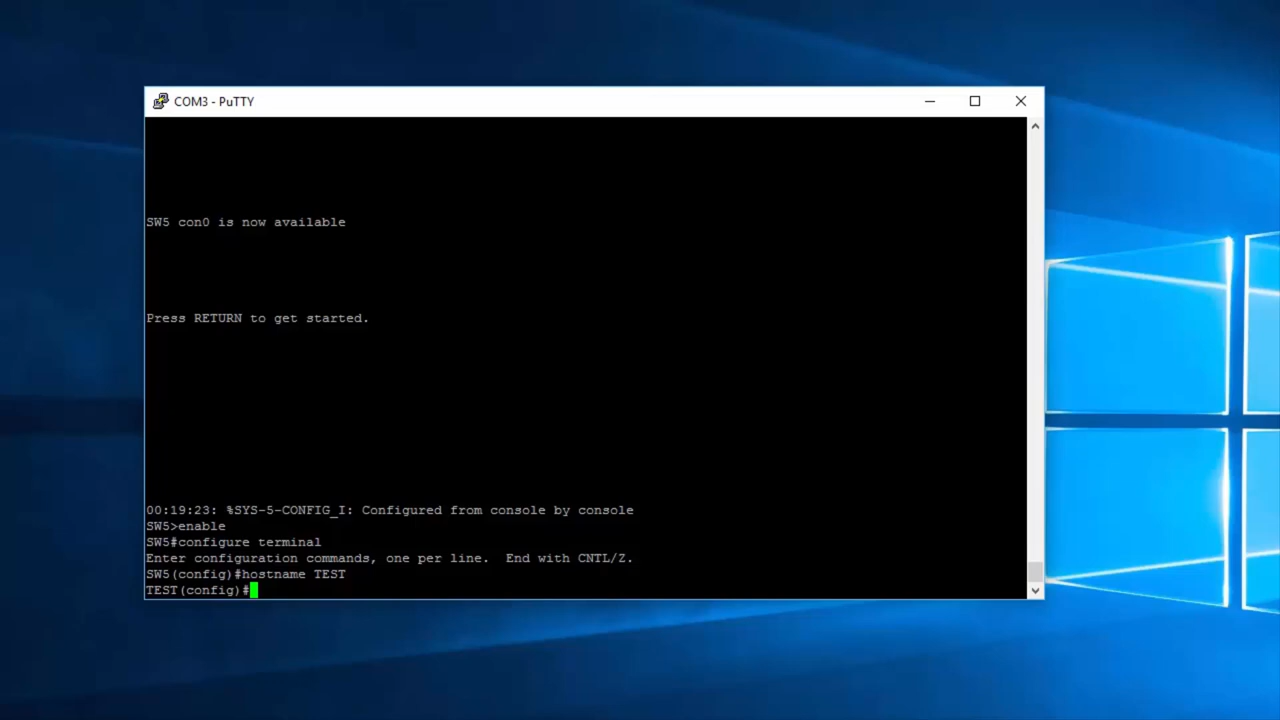 COM3 - PuTTY
SW5 con0 is now available
Press RETURN to get started.
00:19:23: %SYS-5-CONFIG_I: Configured from console by console
SW5>enable
SW5#configure terminal
Enter configuration commands, one per line.  End with CNTL/Z.
SW5(config)#hostname TEST
TEST(config)#